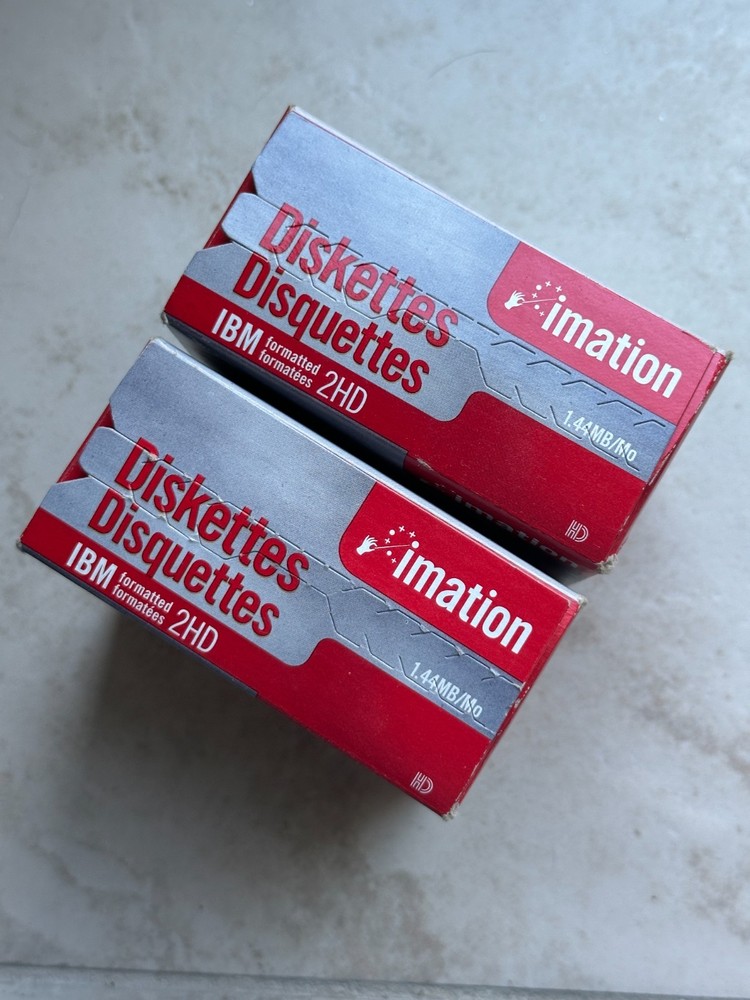 Diskettes
Disquettes
IBM formatted
formatées 2HD
imation
1.44MB/Mo
HD
imation
Diskettes
Disquettes
IBM formatted
formatées 2HD
imation
1.44MB/Mo
HD